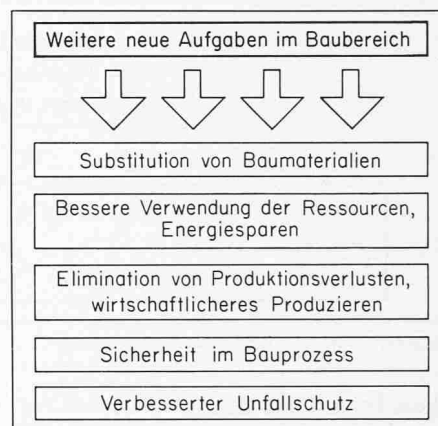 Weitere neue Aufgaben im Baubereich
Substitution von Baumaterialien
Bessere Verwendung der Ressourcen,
Energiesparen
Elimination von Produktionsverlusten,
wirtschaftlicheres Produzieren
Sicherheit im Bauprozess
Verbesserter Unfallschutz